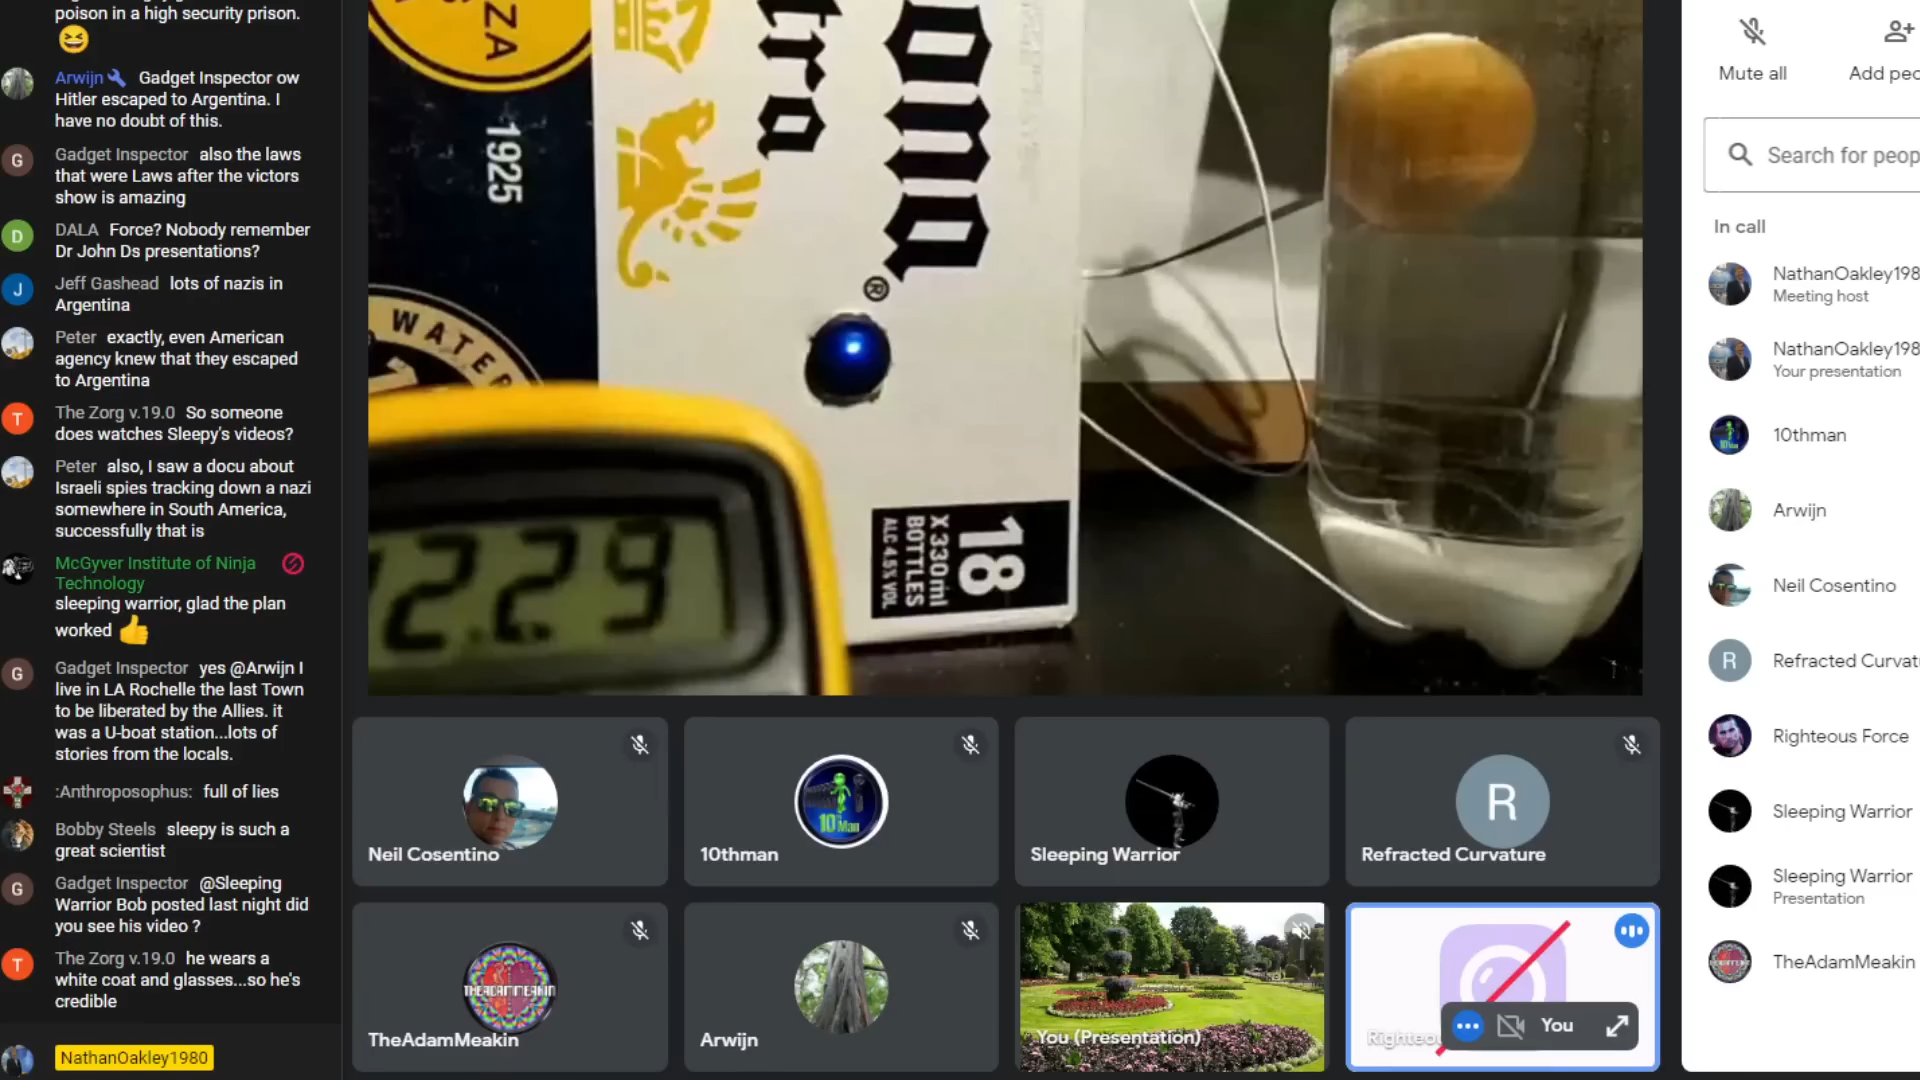 poison in a high security prison.
Arwijn Gadget Inspector ow
Hitler escaped to Argentina. I
have no doubt of this.
G
Gadget Inspector also the laws
that were Laws after the victors
show is amazing
D
DALA Force? Nobody remember
Dr John Ds presentations?
J
Jeff Gashead lots of nazis in
Argentina
Peter exactly, even American
agency knew that they escaped
to Argentina
T
The Zorg v.19.0 So someone
does watches Sleepy's videos?
Peter also, I saw a docu about
Israeli spies tracking down a nazi
somewhere in South America,
successfully that is
McGyver Institute of Ninja
Technology
sleeping warrior, glad the plan
worked
G
Gadget Inspector yes @Arwijn I
live in LA Rochelle the last Town
to be liberated by the Allies. it
was a U-boat station...lots of
stories from the locals.
:Anthroposophus: full of lies
Bobby Steels sleepy is such a
great scientist
G
Gadget Inspector @Sleeping
Warrior Bob posted last night did
you see his video ?
T
The Zorg v.19.0 he wears a
white coat and glasses...so he's
credible
NathanOakley1980
ZZA
1925
WATER
tra
®
18
X 330ml
BOTTLES
ALC 4.5% VOL
2.29
Neil Cosentino
10th Man
10thman
Sleeping Warrior
R
Refracted Curvature
THEADAMMEAKIN
TheAdamMeakin
Arwijn
You (Presentation)
Righteou
You
Mute all
Add peo
Search for peop
In call
NathanOakley198
Meeting host
NathanOakley198
Your presentation
10thman
Arwijn
Neil Cosentino
R
Refracted Curvat
Righteous Force
Sleeping Warrior
Sleeping Warrior
Presentation
TheAdamMeakin